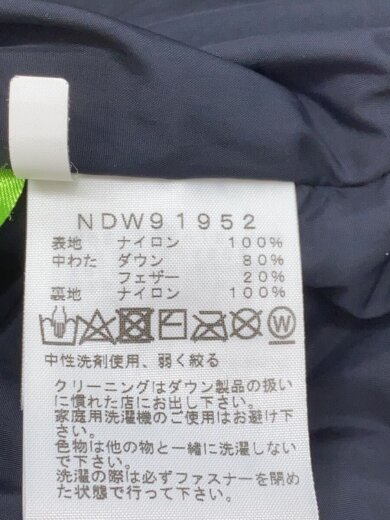 NDW91952
表地 ナイロン 100%
中わた ダウン 80%
フェザー 20%
裏地 ナイロン 100%
W
中性洗剤使用、弱く絞る
クリーニングはダウン製品の扱い
に慣れた店にお出し下さい。
家庭用洗濯機のご使用はお避け下
さい。
色物は他の物と一緒に洗濯しない
で下さい。
洗濯の際は必ずファスナーを閉め
た状態で行って下さい。